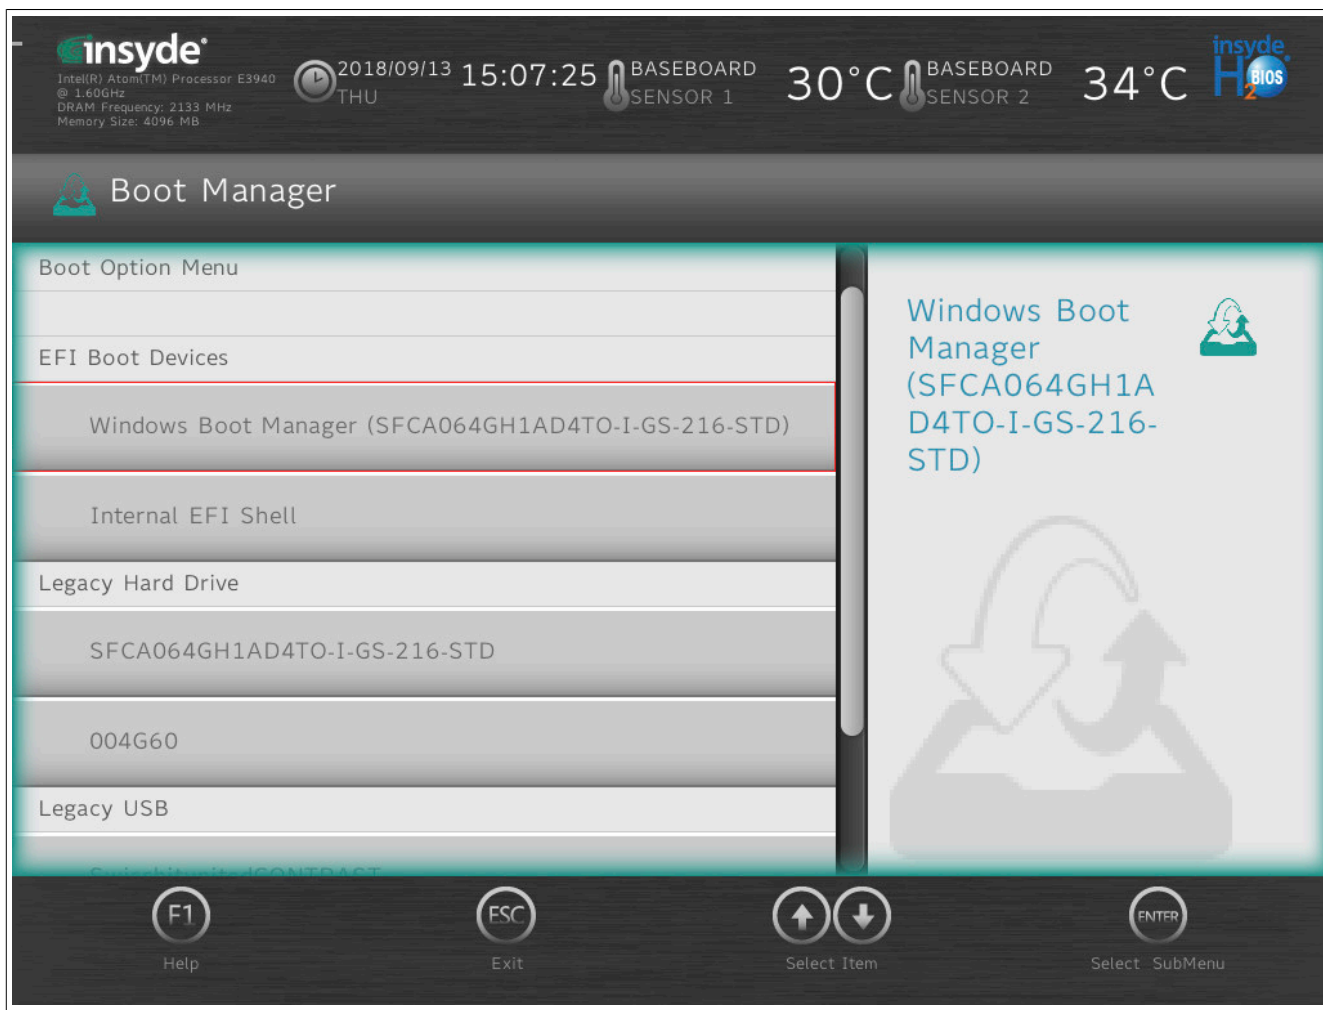 insyde
Intel(R) Atom(TM) Processor E3940
@ 1.60GHz
DRAM Frequency: 2133 MHz
Memory Size: 4096 MB
2018/09/13
THU
15:07:25
BASEBOARD
SENSOR 1
30°C
BASEBOARD
SENSOR 2
34°C
insyde
H2BIOS
Boot Manager
Boot Option Menu
EFI Boot Devices
Windows Boot Manager (SFCA064GH1AD4TO-I-GS-216-STD)
Internal EFI Shell
Legacy Hard Drive
SFCA064GH1AD4TO-I-GS-216-STD
004G60
Legacy USB
Windows Boot
Manager
(SFCA064GH1A
D4TO-I-GS-216-
STD)
F1
Help
ESC
Exit
Select Item
ENTER
Select SubMenu